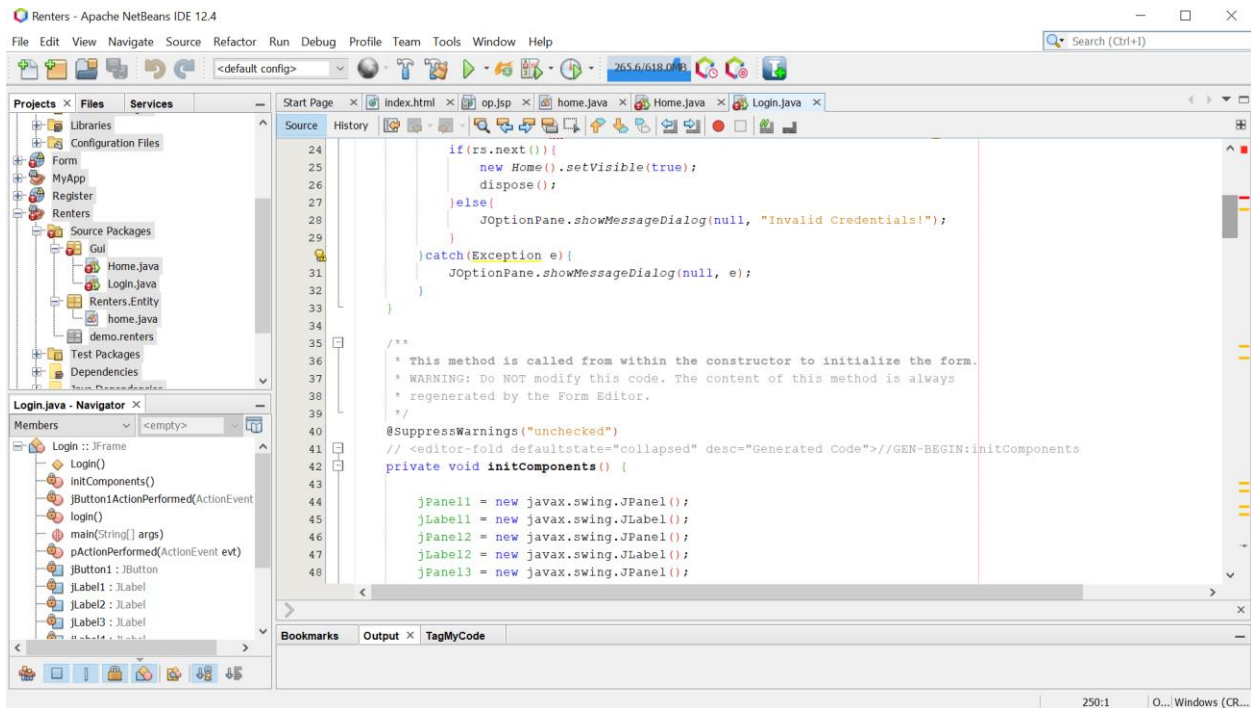 Renters - Apache NetBeans IDE 12.4
File Edit View Navigate Source Refactor Run Debug Profile Team Tools Window Help
Search (Ctrl+I)
<default config>
265.6/618.0MB
Projects Files Services
Libraries
Configuration Files
Form
MyApp
Register
Renters
Source Packages
Gui
Home.java
Login.java
Renters.Entity
home.java
demo.renters
Test Packages
Dependencies
Login.java - Navigator
Members <empty>
Login :: JFrame
Login()
initComponents()
jButton1ActionPerformed(ActionEvent
login()
main(String[] args)
pActionPerformed(ActionEvent evt)
jButton1 : JButton
jLabel1 : JLabel
jLabel2 : JLabel
jLabel3 : JLabel
Start Page index.html op.jsp home.java Home.java Login.java
Source History
24 if(rs.next()){
25 new Home().setVisible(true);
26 dispose();
27 }else{
28 JOptionPane.showMessageDialog(null, "Invalid Credentials!");
29 }
}catch(Exception e){
31 JOptionPane.showMessageDialog(null, e);
32 }
33 }
34
35 /**
36 * This method is called from within the constructor to initialize the form.
37 * WARNING: Do NOT modify this code. The content of this method is always
38 * regenerated by the Form Editor.
39 */
40 @SuppressWarnings("unchecked")
41 // <editor-fold defaultstate="collapsed" desc="Generated Code">//GEN-BEGIN:initComponents
42 private void initComponents() {
43
44 jPanel1 = new javax.swing.JPanel();
45 jLabel1 = new javax.swing.JLabel();
46 jPanel2 = new javax.swing.JPanel();
47 jLabel2 = new javax.swing.JLabel();
48 jPanel3 = new javax.swing.JPanel();
Bookmarks Output TagMyCode
250:1 O... Windows (CR...